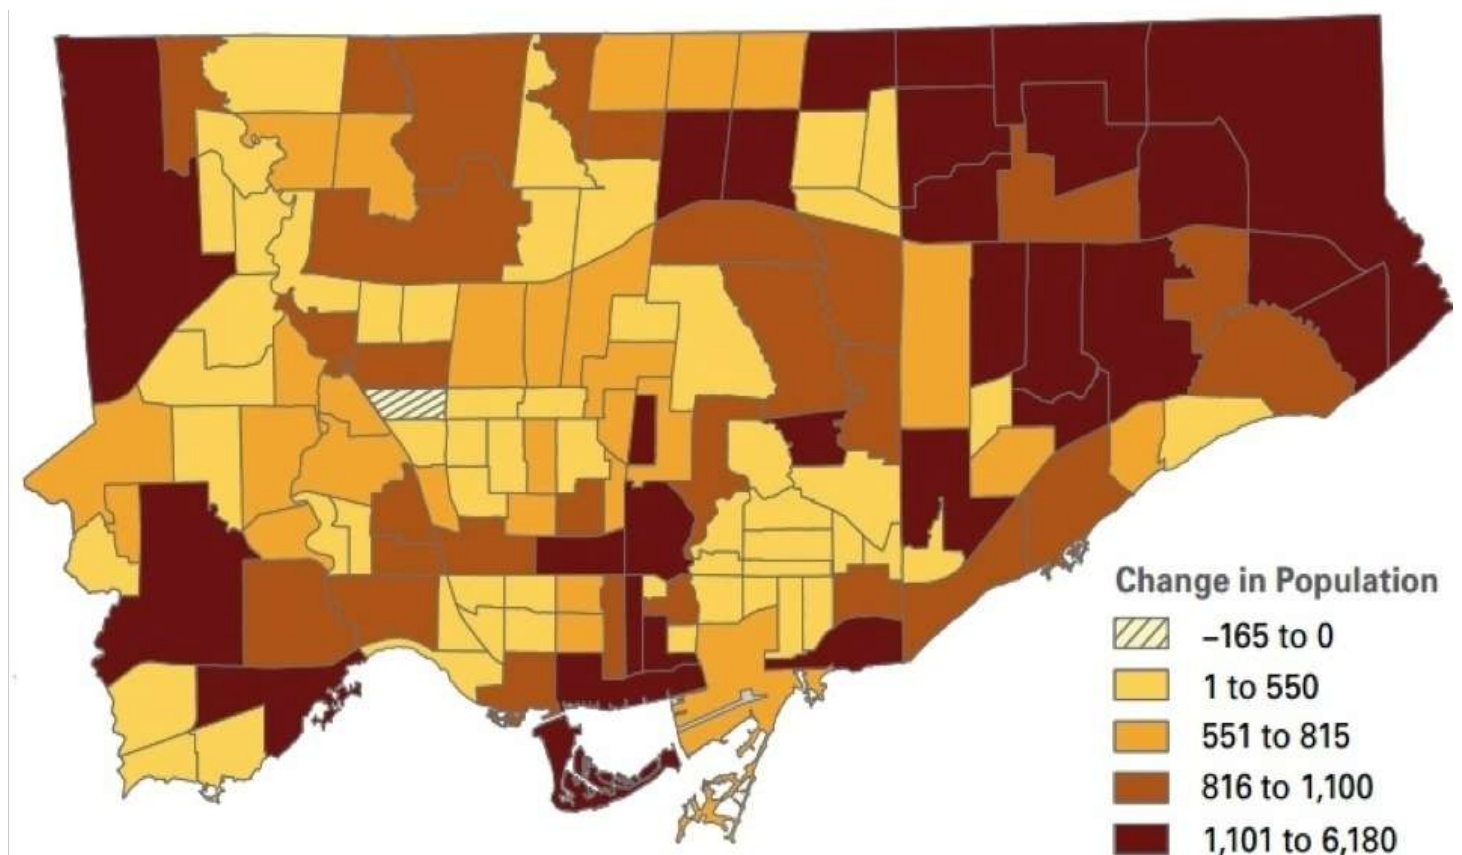 Change in Population
–165 to 0
1 to 550
551 to 815
816 to 1,100
1,101 to 6,180